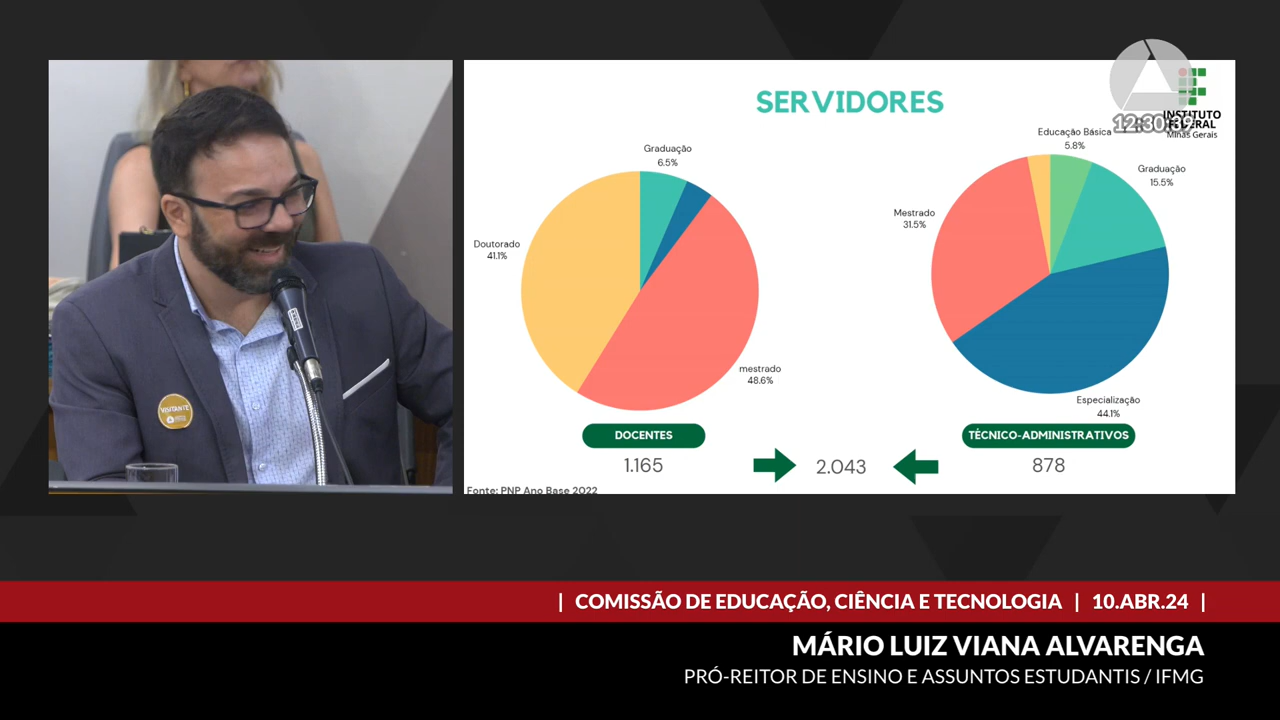 SERVIDORES
INSTITUTO
FEDERAL
Minas Gerais
12:30:39
Graduação
6.5%
Doutorado
41.1%
mestrado
48.6%
Educação Básica
5.8%
Graduação
15.5%
Mestrado
31.5%
Especialização
44.1%
DOCENTES
1.165
2.043
TÉCNICO-ADMINISTRATIVOS
878
Fonte: PNP Ano Base 2022
VISITANTE
| COMISSÃO DE EDUCAÇÃO, CIÊNCIA E TECNOLOGIA | 10.ABR.24 |
MÁRIO LUIZ VIANA ALVARENGA
PRÓ-REITOR DE ENSINO E ASSUNTOS ESTUDANTIS / IFMG